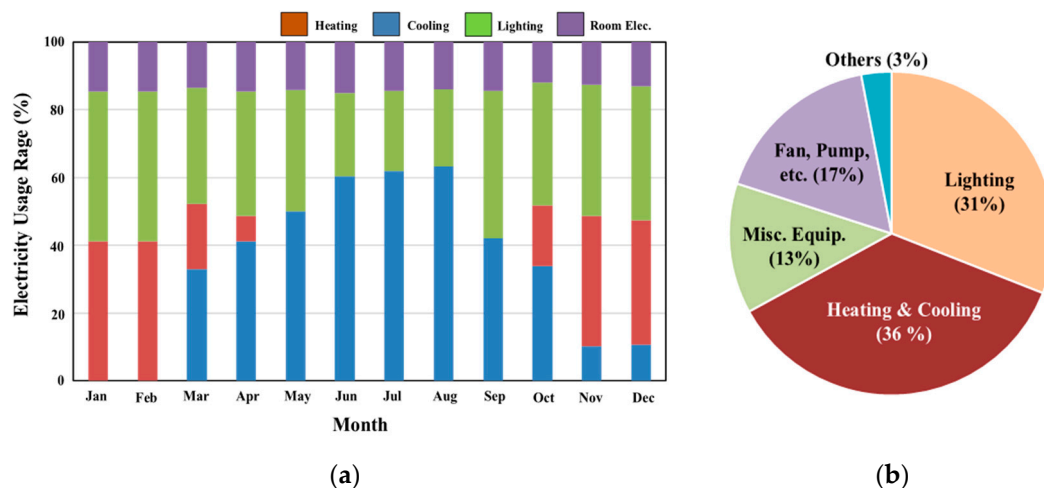 Heating Cooling Lighting Room Elec.
Electricity Usage Rage (%)
100
80
60
40
20
0
Jan Feb Mar Apr May Jun Jul Aug Sep Oct Nov Dec
Month
(a)
Others (3%)
Fan, Pump,
etc. (17%)
Lighting
(31%)
Misc. Equip.
(13%)
Heating & Cooling
(36 %)
(b)